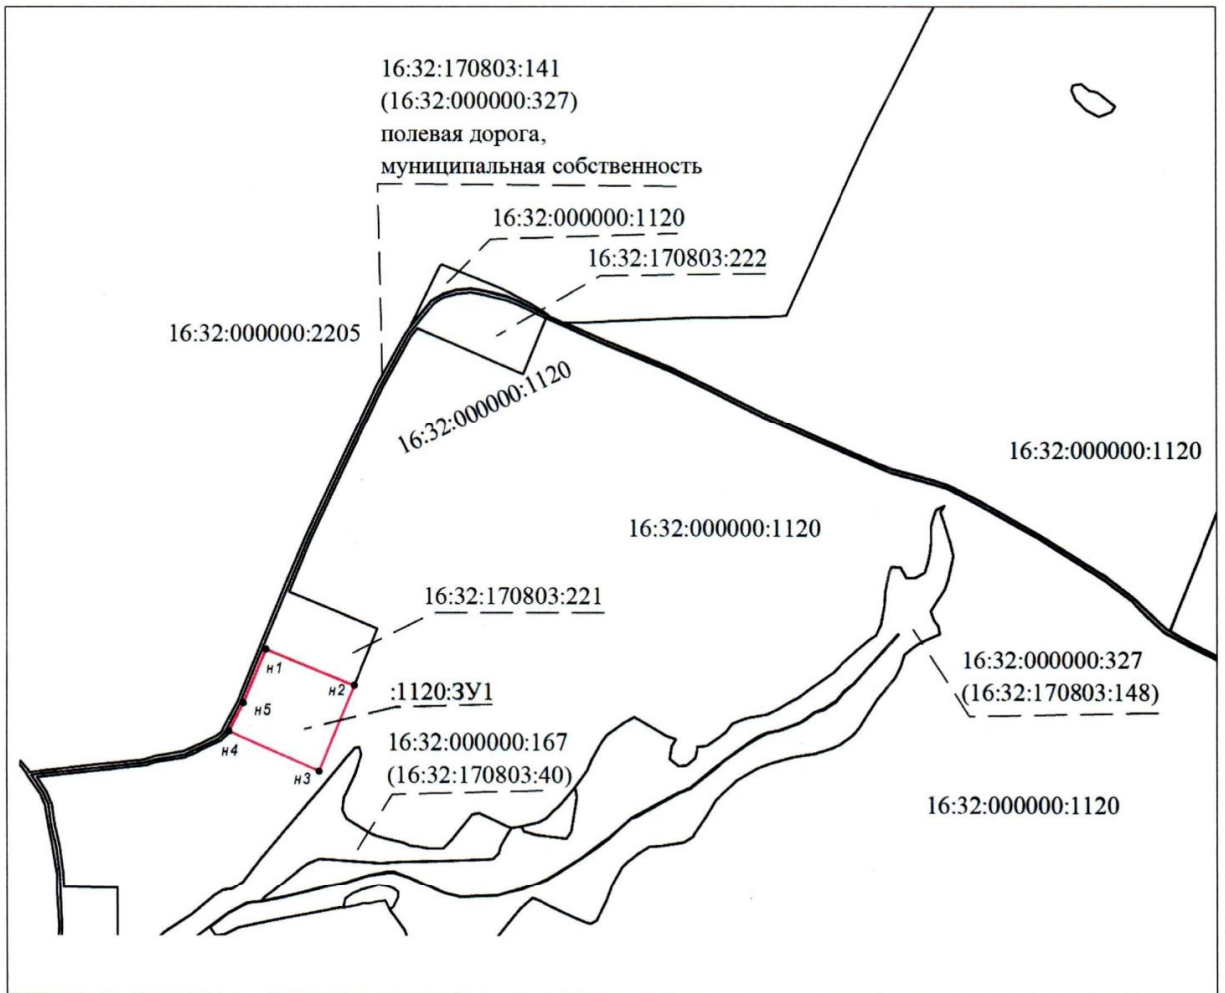 16:32:170803:141
(16:32:000000:327)
полевая дорога,
муниципальная собственность
16:32:000000:1120
16:32:170803:222
16:32:000000:2205
16:32:000000:1120
16:32:000000:1120
16:32:000000:1120
16:32:170803:221
н1
н2
:1120:ЗУ1
н5
н4
н3
16:32:000000:327
(16:32:170803:148)
16:32:000000:167
(16:32:170803:40)
16:32:000000:1120